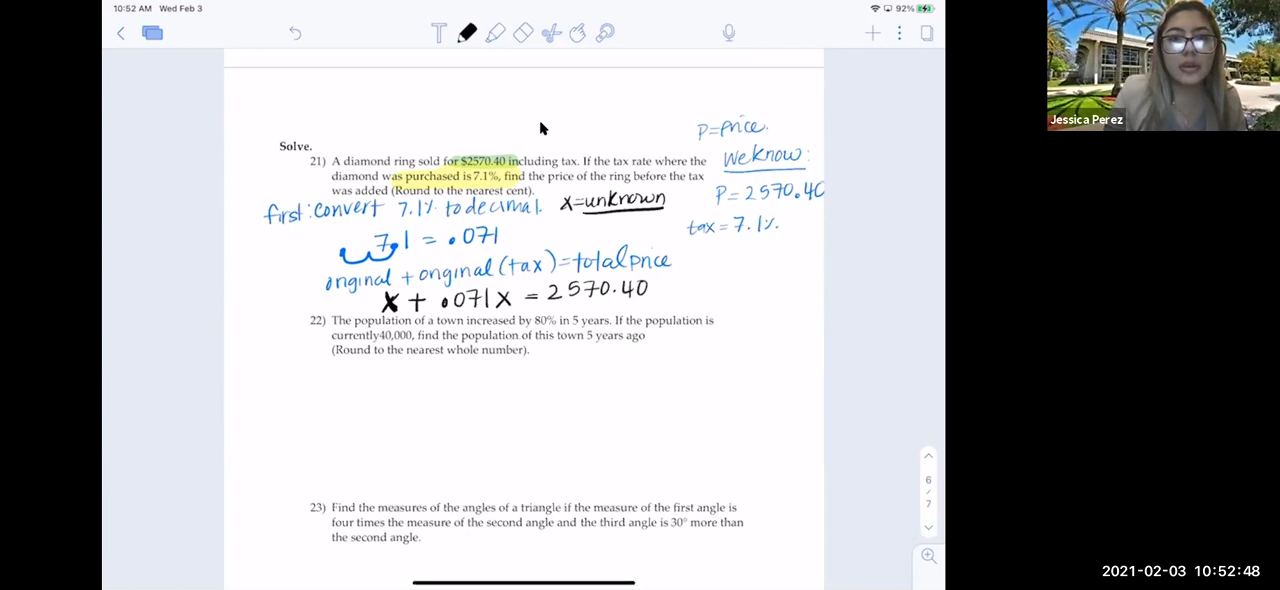 10:52 AM Wed Feb 3
92%
T
Jessica Perez
P=Price.
Solve.
We know:
21) A diamond ring sold for $2570.40 including tax. If the tax rate where the
diamond was purchased is 7.1%, find the price of the ring before the tax
was added (Round to the nearest cent).
P=2570.40
first: convert 7.1% to decimal. x=unknown
tax=7.1%
7.1 = .071
original + original (tax)=total price
x + .071x = 2570.40
22) The population of a town increased by 80% in 5 years. If the population is
currently40,000, find the population of this town 5 years ago
(Round to the nearest whole number).
6
/
7
23) Find the measures of the angles of a triangle if the measure of the first angle is
four times the measure of the second angle and the third angle is 30° more than
the second angle.
2021-02-03 10:52:48